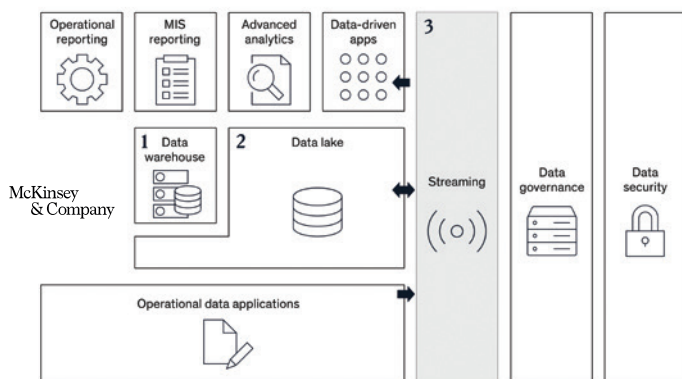 Operational
reporting
MIS
reporting
Advanced
analytics
Data-driven
apps
3
1 Data
warehouse
2 Data lake
McKinsey
& Company
Streaming
Data
governance
Data
security
Operational data applications